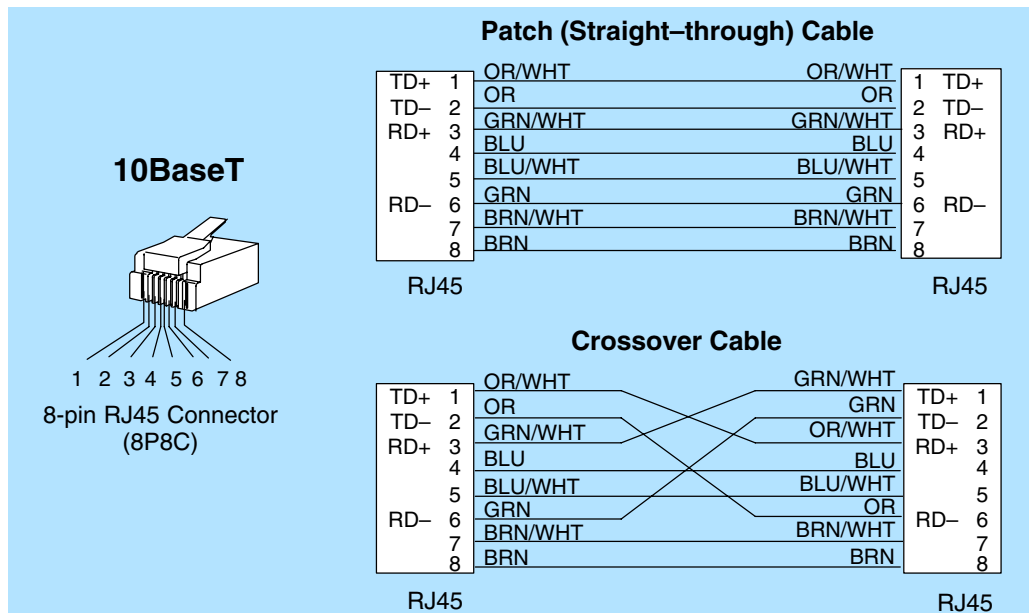 Patch (Straight–through) Cable
TD+ 1 OR/WHT OR/WHT 1 TD+
TD– 2 OR OR 2 TD–
RD+ 3 GRN/WHT GRN/WHT 3 RD+
4 BLU BLU 4
5 BLU/WHT BLU/WHT 5
RD– 6 GRN GRN 6 RD–
7 BRN/WHT BRN/WHT 7
8 BRN BRN 8
RJ45 RJ45
10BaseT
1 2 3 4 5 6 7 8
8-pin RJ45 Connector
(8P8C)
Crossover Cable
TD+ 1 OR/WHT GRN/WHT 1 TD+
TD– 2 OR GRN 2 TD–
RD+ 3 GRN/WHT OR/WHT 3 RD+
4 BLU BLU 4
5 BLU/WHT BLU/WHT 5
RD– 6 GRN OR 6 RD–
7 BRN/WHT BRN/WHT 7
8 BRN BRN 8
RJ45 RJ45